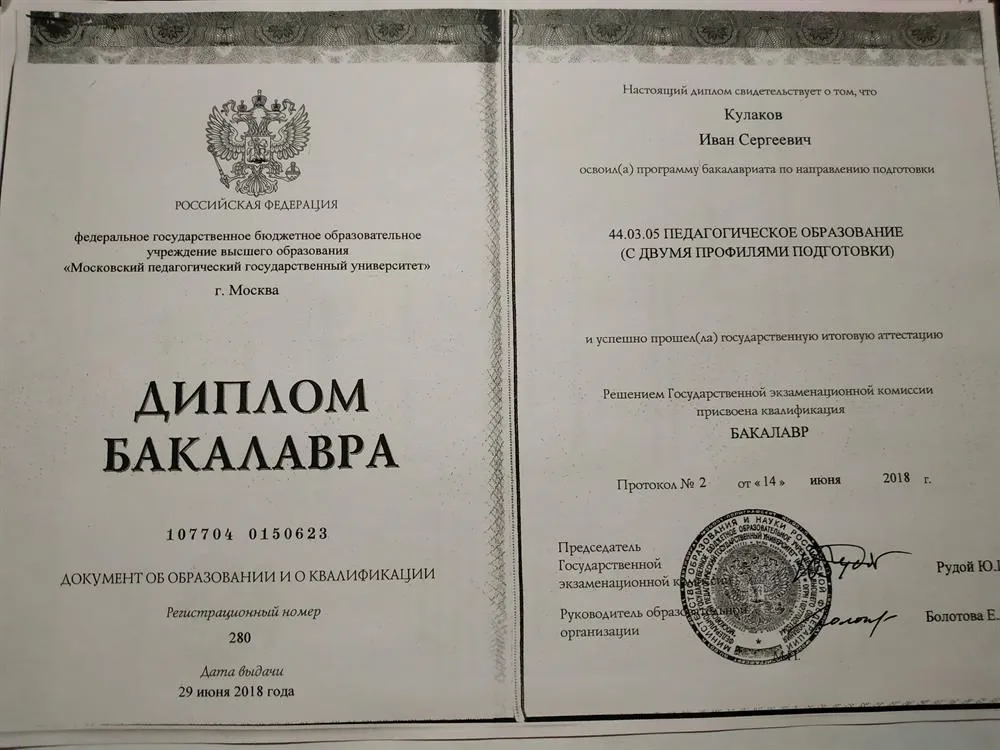 РОССИЙСКАЯ ФЕДЕРАЦИЯ
федеральное государственное бюджетное образовательное
учреждение высшего образования
«Московский педагогический государственный университет»
г. Москва
ДИПЛОМ
БАКАЛАВРА
107704 0150623
ДОКУМЕНТ ОБ ОБРАЗОВАНИИ И О КВАЛИФИКАЦИИ
Регистрационный номер
280
Дата выдачи
29 июня 2018 года
Настоящий диплом свидетельствует о том, что
Кулаков
Иван Сергеевич
освоил(а) программу бакалавриата по направлению подготовки
44.03.05 ПЕДАГОГИЧЕСКОЕ ОБРАЗОВАНИЕ
(С ДВУМЯ ПРОФИЛЯМИ ПОДГОТОВКИ)
и успешно прошел(ла) государственную итоговую аттестацию
Решением Государственной экзаменационной комиссии
присвоена квалификация
БАКАЛАВР
Протокол № 2 от «14» июня 2018 г.
Председатель
Государственной
экзаменационной
Рудой Ю.
Руководитель образовательной
организации
Болотова Е.
М.П.